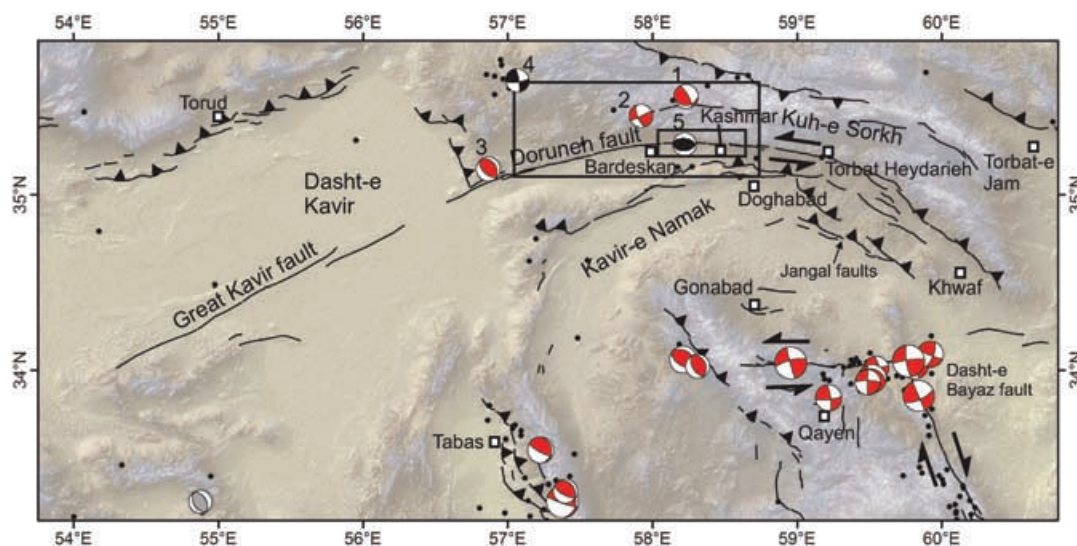 54°E 55°E 56°E 57°E 58°E 59°E 60°E
4
1
Torud
2
Kashmar
Kuh-e Sorkh
5
3
Doruneh fault
Bardeskan
Torbat Heydarieh
Torbat-e
Jam
35°N
35°N
Dasht-e
Kavir
Doghabad
Kavir-e Namak
Jangal faults
Khwaf
Great Kavir fault
Gonabad
34°N
34°N
Dasht-e
Bayaz fault
Qayen
Tabas
54°E 55°E 56°E 57°E 58°E 59°E 60°E